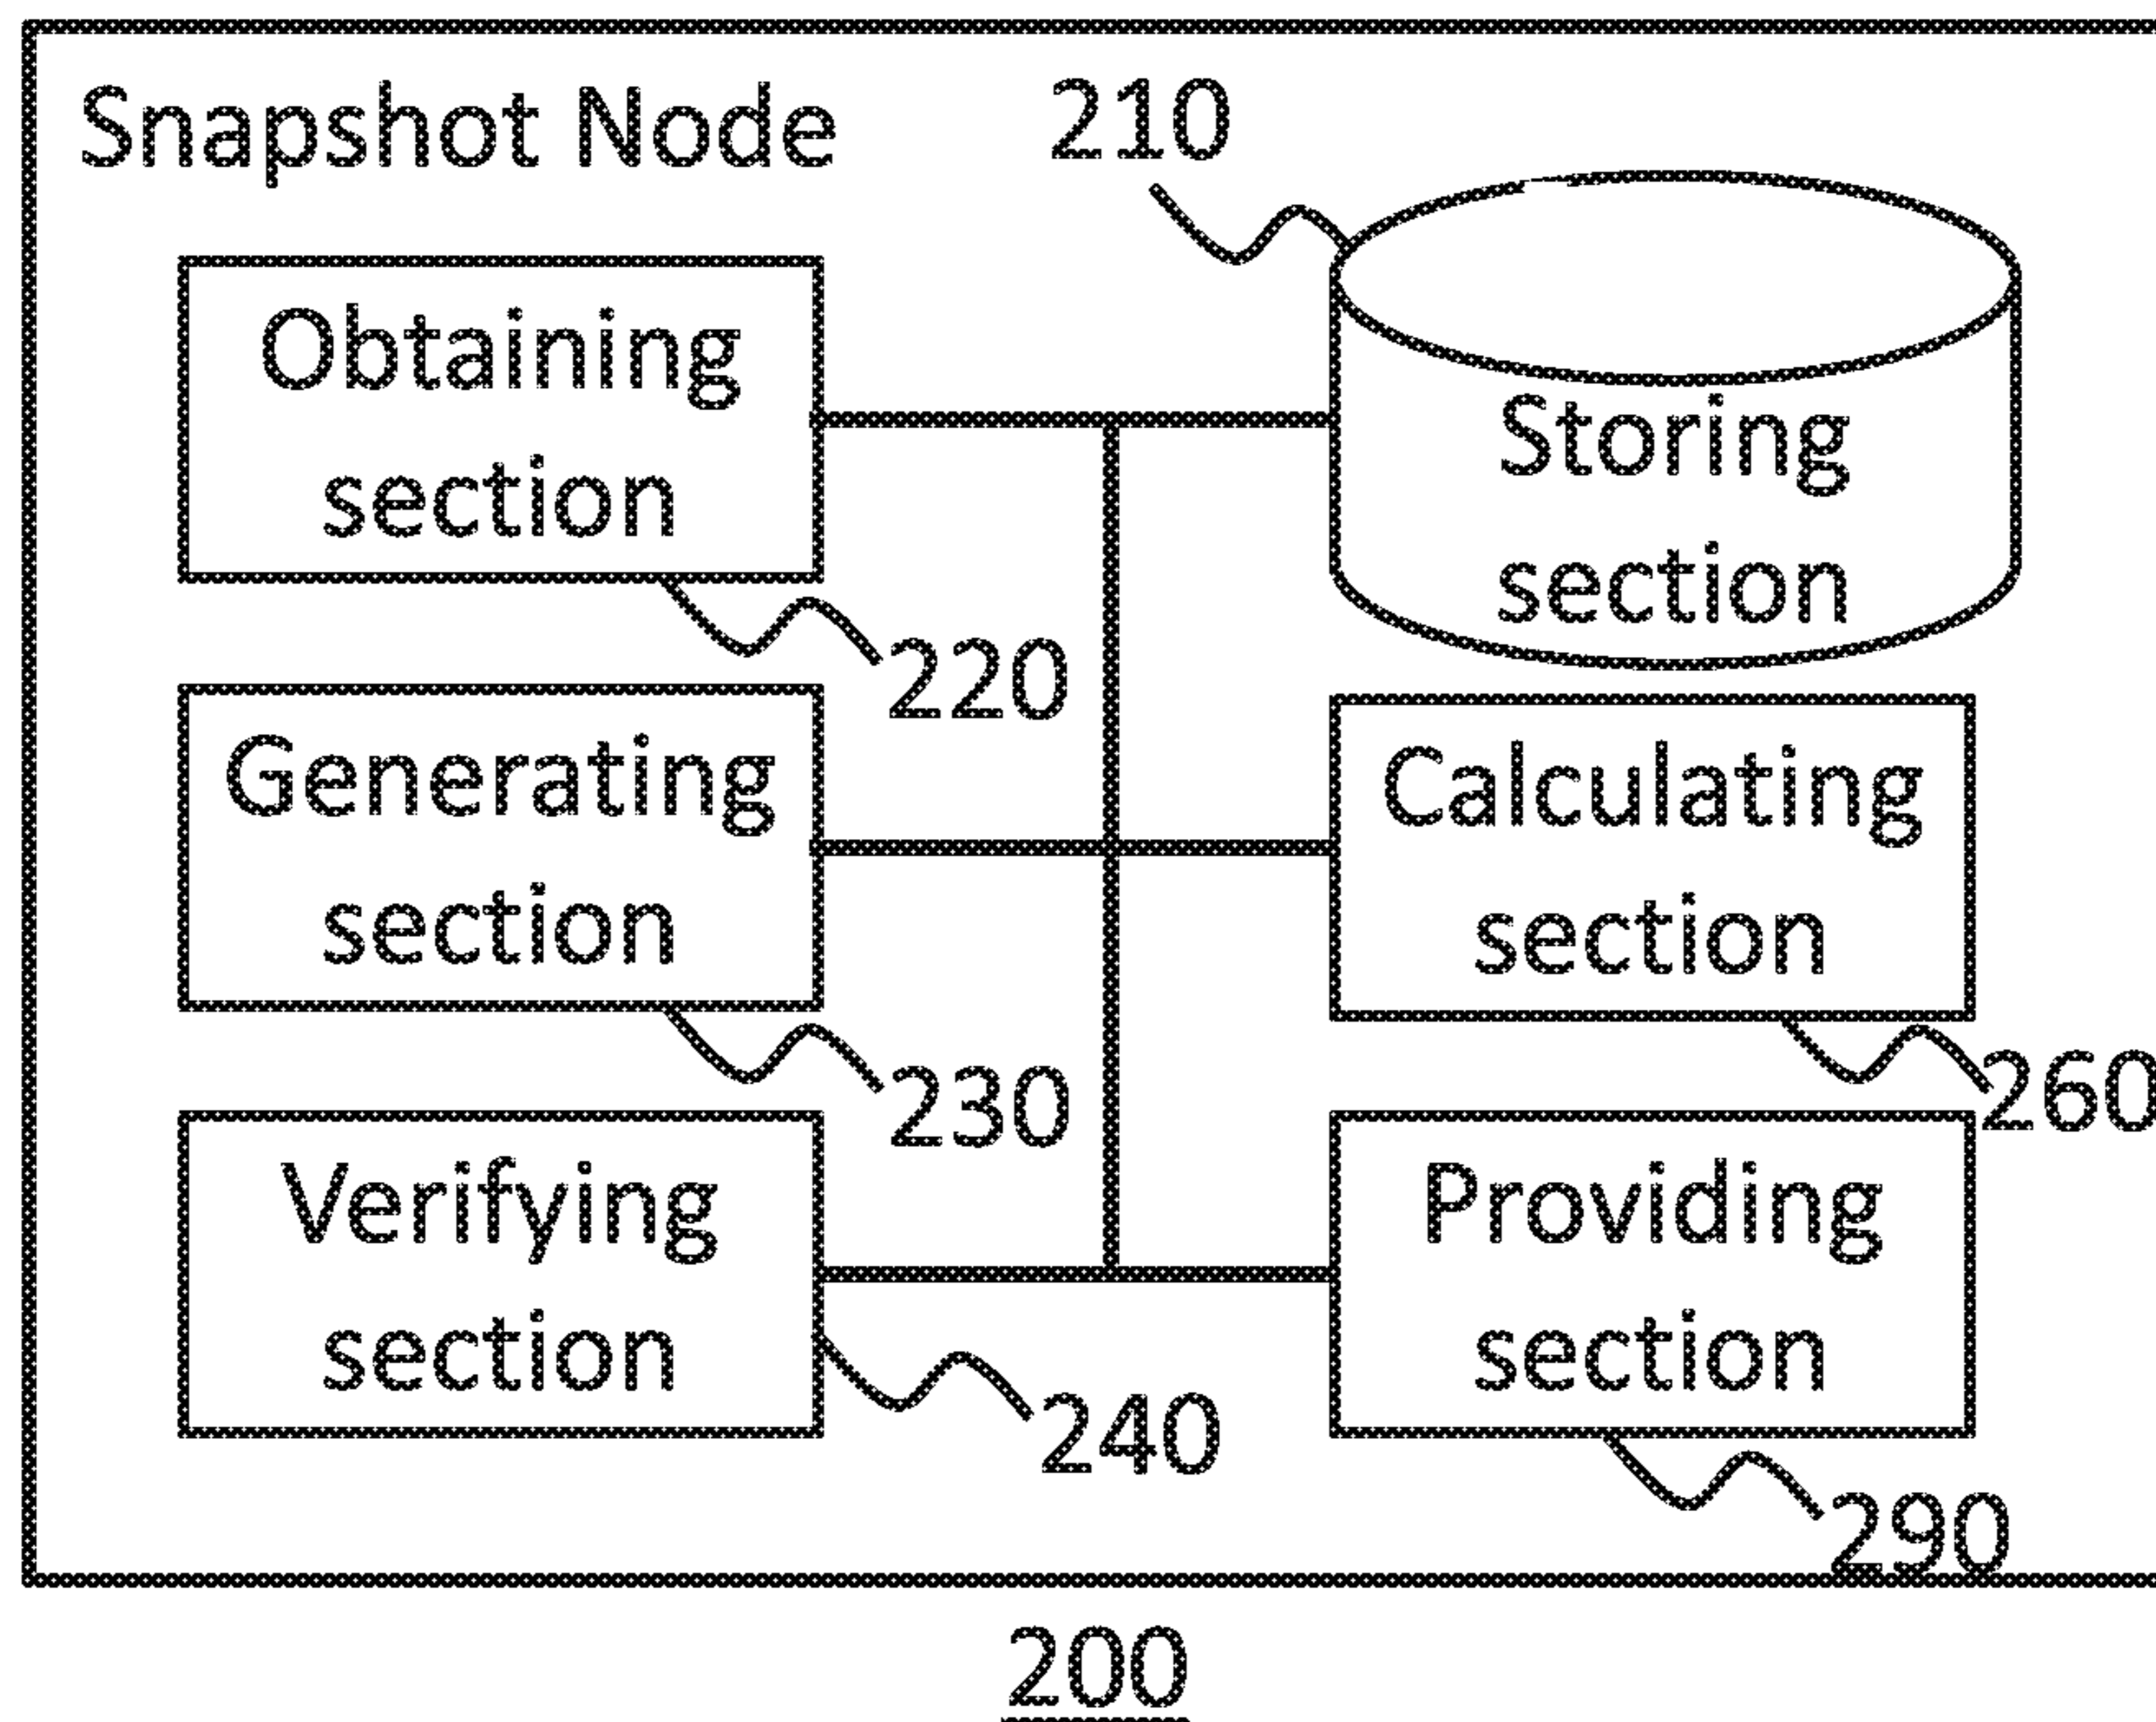 Snapshot Node
210
Obtaining
section
220
Storing
section
Generating
section
230
Calculating
section
260
Verifying
section
240
Providing
section
290
200